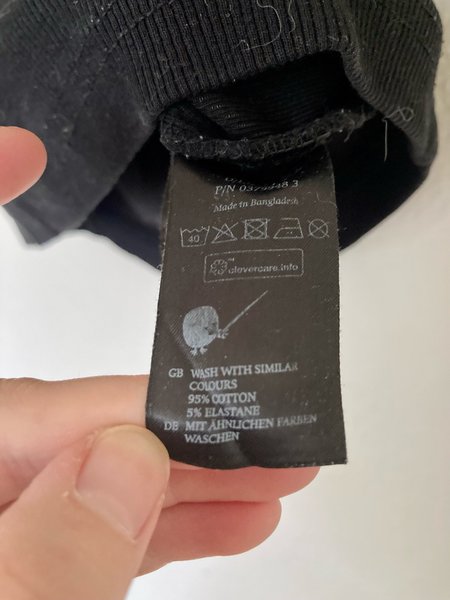 Made in Bangladesh
40
clevercare.info
GB WASH WITH SIMILAR
COLOURS
95% COTTON
5% ELASTANE
DE MIT ÄHNLICHEN FARBEN
WASCHEN